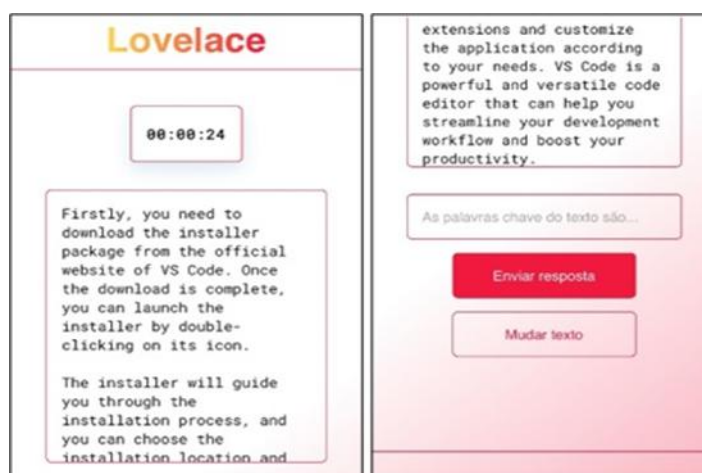 Lovelace
00:00:24
Firstly, you need to
download the installer
package from the official
website of VS Code. Once
the download is complete,
you can launch the
installer by double-
clicking on its icon.
The installer will guide
you through the
installation process, and
you can choose the
installation location and
extensions and customize
the application according
to your needs. VS Code is a
powerful and versatile code
editor that can help you
streamline your development
workflow and boost your
productivity.
As palavras chave do texto são...
Enviar resposta
Mudar texto